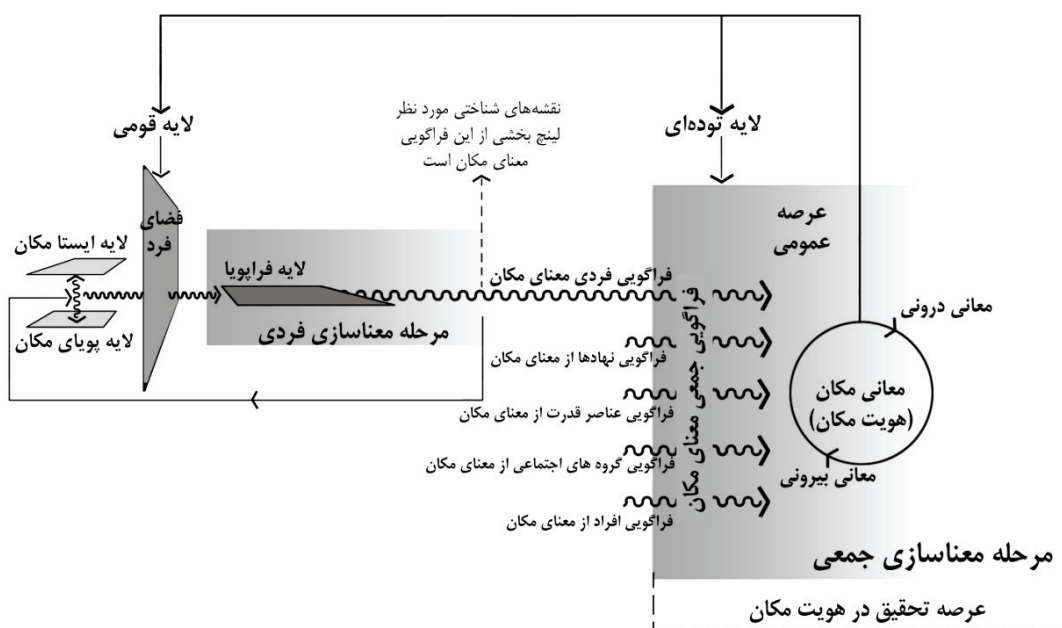 نقشه‌های شناختی مورد نظر
لینچ بخشی از این فراگویی
معنای مکان است
لایه توده‌ای
لایه قومی
عرصه
عمومی
فضای
فرد
لایه ایستا مکان
لایه پویای مکان
لایه فراپویا
مرحله معناسازی فردی
فراگویی فردی معنای مکان
فراگویی نهادها از معنای مکان
فراگویی عناصر قدرت از معنای مکان
فراگویی گروه های اجتماعی از معنای مکان
فراگویی افراد از معنای مکان
فراگویی جمعی معنای مکان
معانی درونی
معانی مکان
(هویت مکان)
معانی بیرونی
مرحله معناسازی جمعی
عرصه تحقیق در هویت مکان